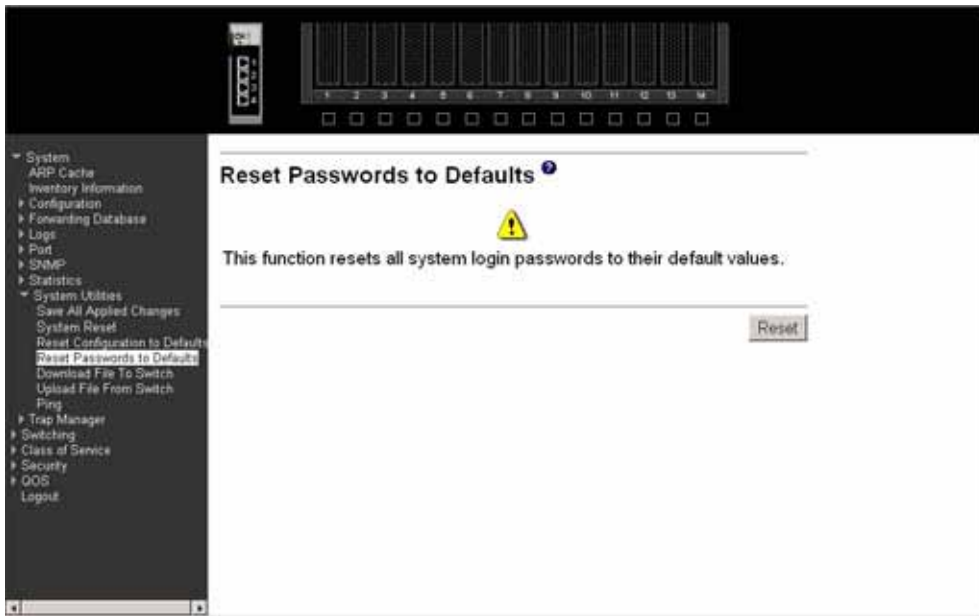 1 2 3 4 5 6 7 8 9 10 11 12 13 14
1
2
3
4
System
ARP Cache
Inventory Information
Configuration
Forwarding Database
Logs
Port
SNMP
Statistics
System Utilities
Save All Applied Changes
System Reset
Reset Configuration to Defaults
Reset Passwords to Defaults
Download File To Switch
Upload File From Switch
Ping
Trap Manager
Switching
Class of Service
Security
QOS
Logout
Reset Passwords to Defaults ?
!
This function resets all system login passwords to their default values.
Reset